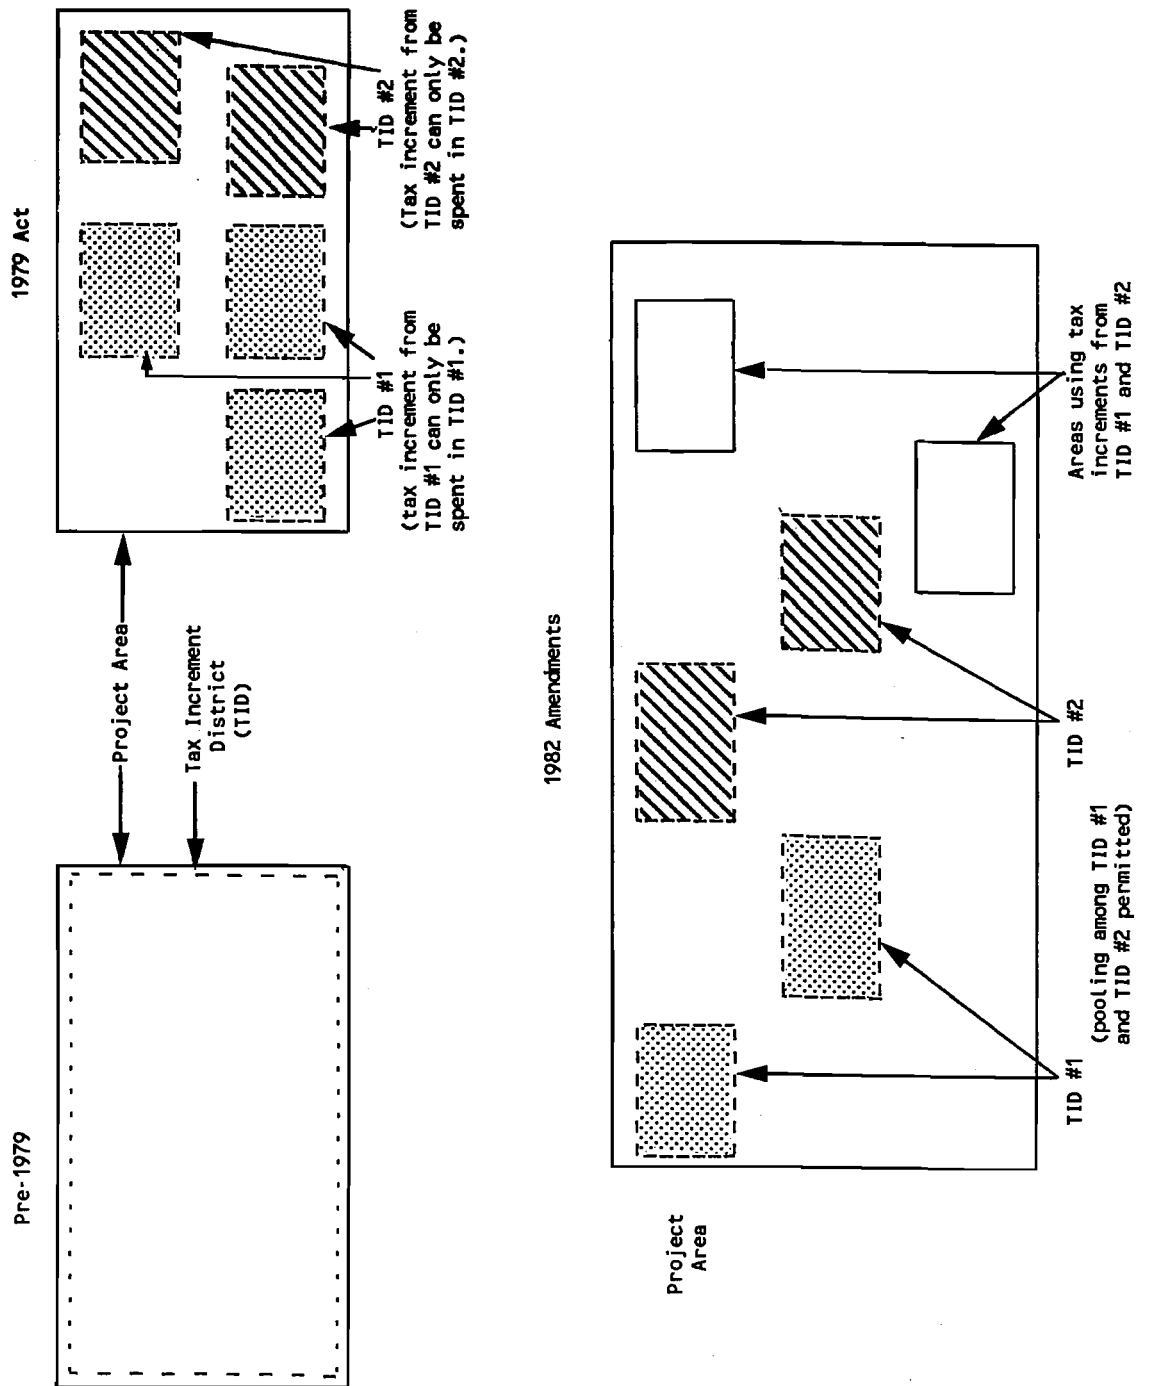 Pre-1979
Project Area
Tax Increment
District
(TID)
1979 Act
TID #1
(tax increment from
TID #1 can only be
spent in TID #1.)
TID #2
(Tax increment from
TID #2 can only be
spent in TID #2.)
1982 Amendments
Project
Area
TID #1
(pooling among TID #1
and TID #2 permitted)
TID #2
Areas using tax
increments from
TID #1 and TID #2